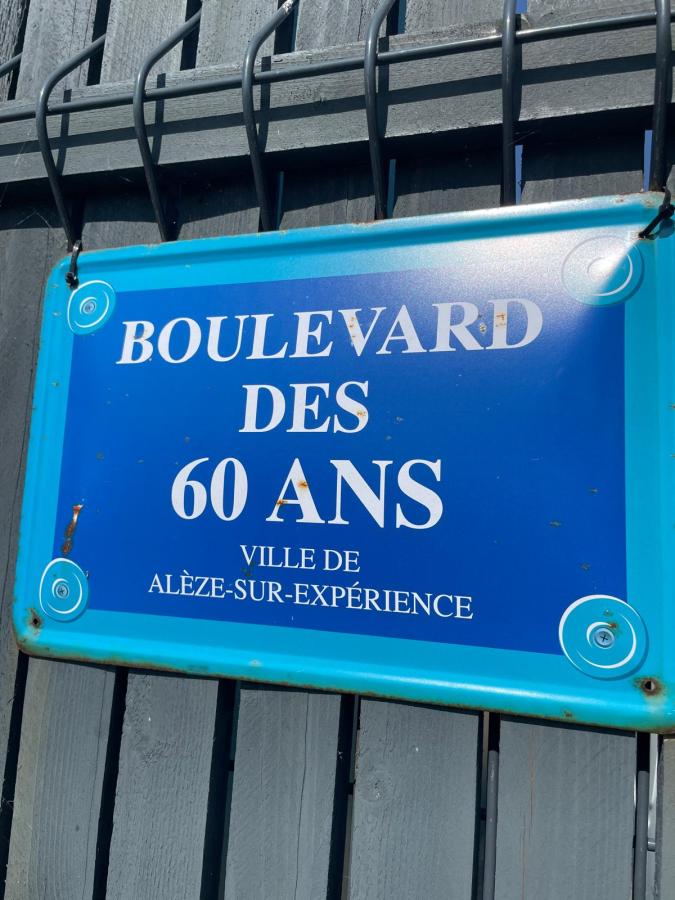 BOULEVARD
DES
60 ANS
VILLE DE
ALÈZE-SUR-EXPÉRIENCE